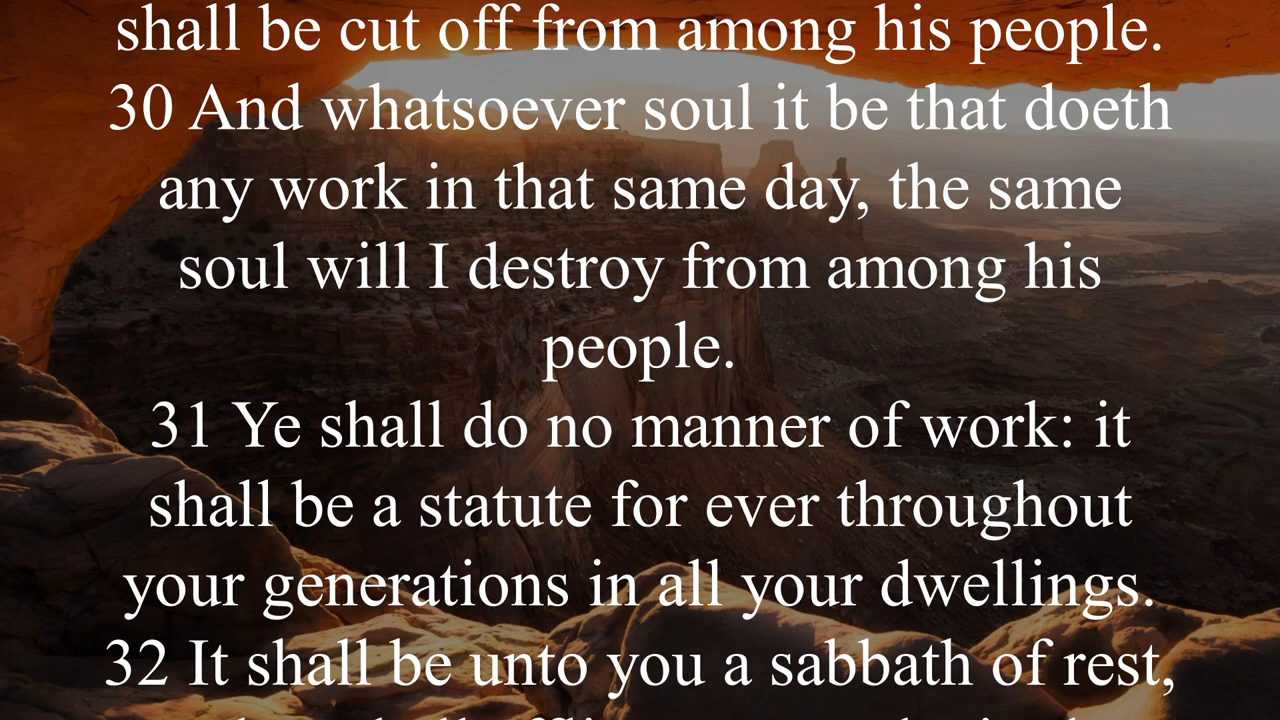 shall be cut off from among his people.
30 And whatsoever soul it be that doeth
any work in that same day, the same
soul will I destroy from among his
people.
31 Ye shall do no manner of work: it
shall be a statute for ever throughout
your generations in all your dwellings.
32 It shall be unto you a sabbath of rest,